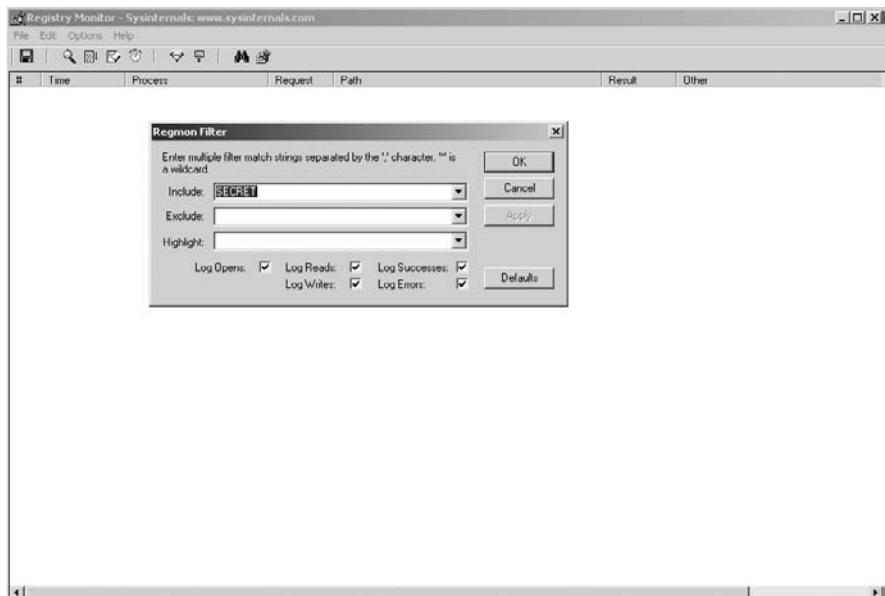 Registry Monitor - Sysinternals: www.sysinternals.com
File Edit Options Help
# Time Process Request Path Result Other
Regmon Filter
Enter multiple filter match strings separated by the ';' character. '*' is
a wildcard.
OK
Include: SECRET
Cancel
Exclude:
Apply
Highlight:
Log Opens: Log Reads: Log Successes:
Log Writes: Log Errors:
Defaults